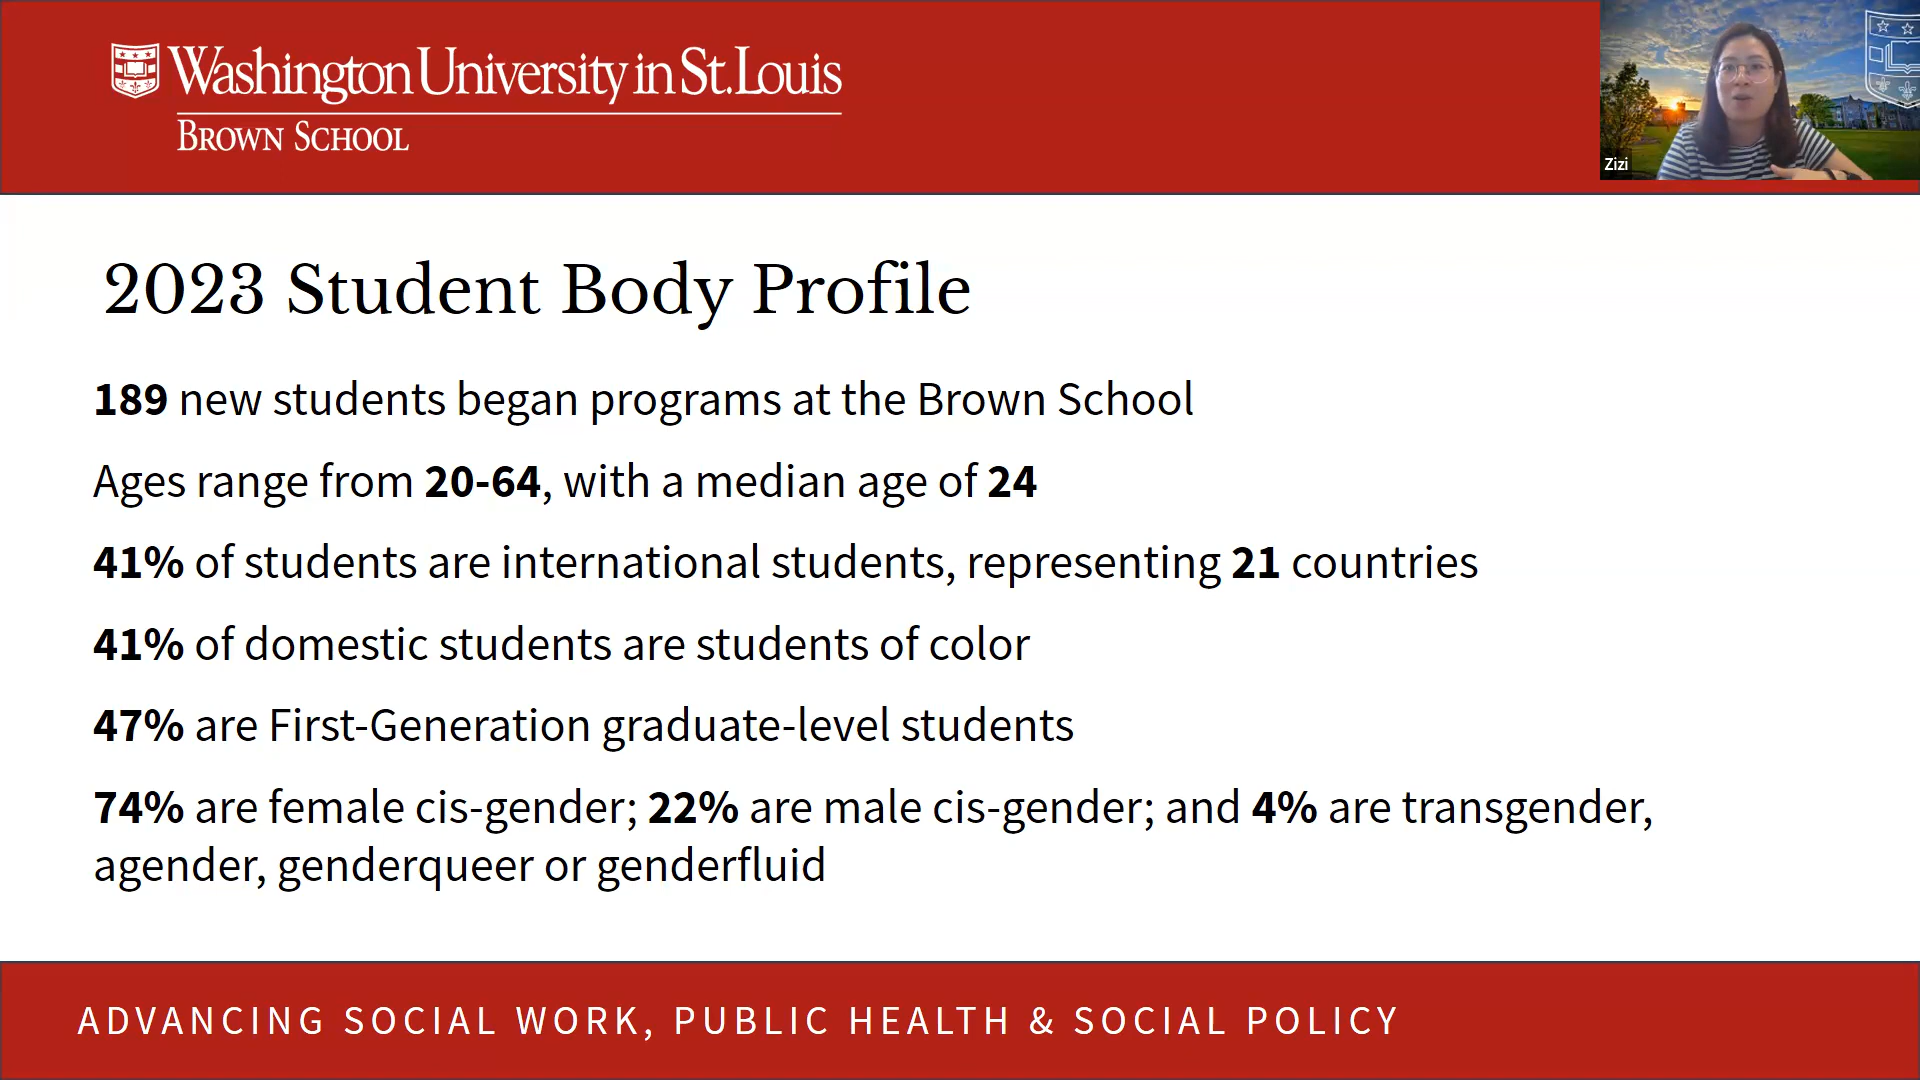 Washington University in St. Louis
BROWN SCHOOL
Zizi
2023 Student Body Profile
189 new students began programs at the Brown School
Ages range from 20-64, with a median age of 24
41% of students are international students, representing 21 countries
41% of domestic students are students of color
47% are First-Generation graduate-level students
74% are female cis-gender; 22% are male cis-gender; and 4% are transgender,
agender, genderqueer or genderfluid
ADVANCING SOCIAL WORK, PUBLIC HEALTH & SOCIAL POLICY